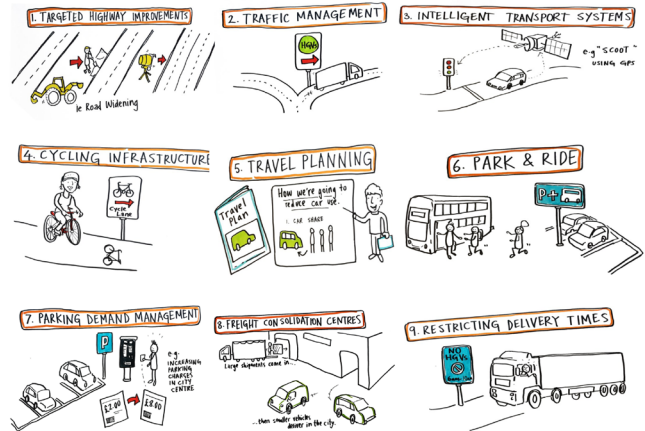 1. TARGETED HIGHWAY IMPROVEMENTS
Ie Road Widening
2. TRAFFIC MANAGEMENT
HGVs
3. INTELLIGENT TRANSPORT SYSTEMS
e.g "SCOOT"
USING GPS
4. CYCLING INFRASTRUCTURE
Cycle
Lane
5. TRAVEL PLANNING
Travel
Plan
How we're going to
reduce car use.
1. CAR SHARE
6. PARK & RIDE
P+
7. PARKING DEMAND MANAGEMENT
P
e.g.
INCREASING
PARKING
CHARGES
IN CITY
CENTRE
£2.00
£8.00
8. FREIGHT CONSOLIDATION CENTRES
Large shipments come in...
...then smaller vehicles
deliver in the city.
9. RESTRICTING DELIVERY TIMES
NO
HGVs